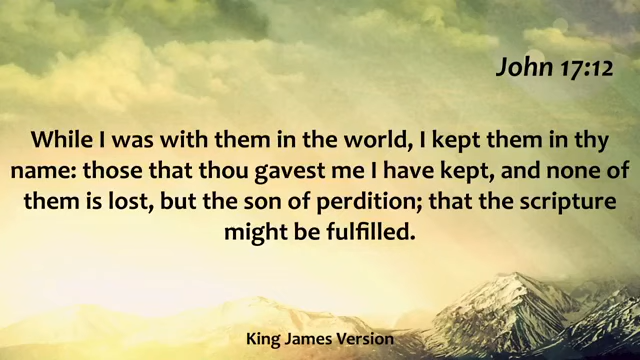 John 17:12
While I was with them in the world, I kept them in thy
name: those that thou gavest me I have kept, and none of
them is lost, but the son of perdition; that the scripture
might be fulfilled.
King James Version